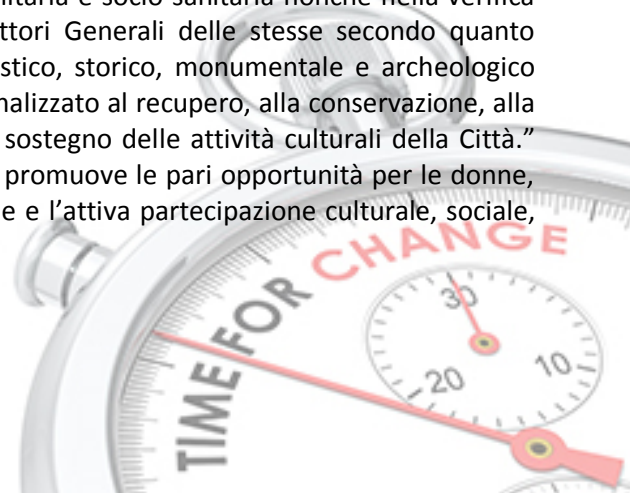 nitaria e socio sanitaria nonché nella verifica
ttori Generali delle stesse secondo quanto
stico, storico, monumentale e archeologico
nalizzato al recupero, alla conservazione, alla
sostegno delle attività culturali della Città.”
promuove le pari opportunità per le donne,
e e l’attiva partecipazione culturale, sociale,
TIME FOR CHANGE
30
20
10